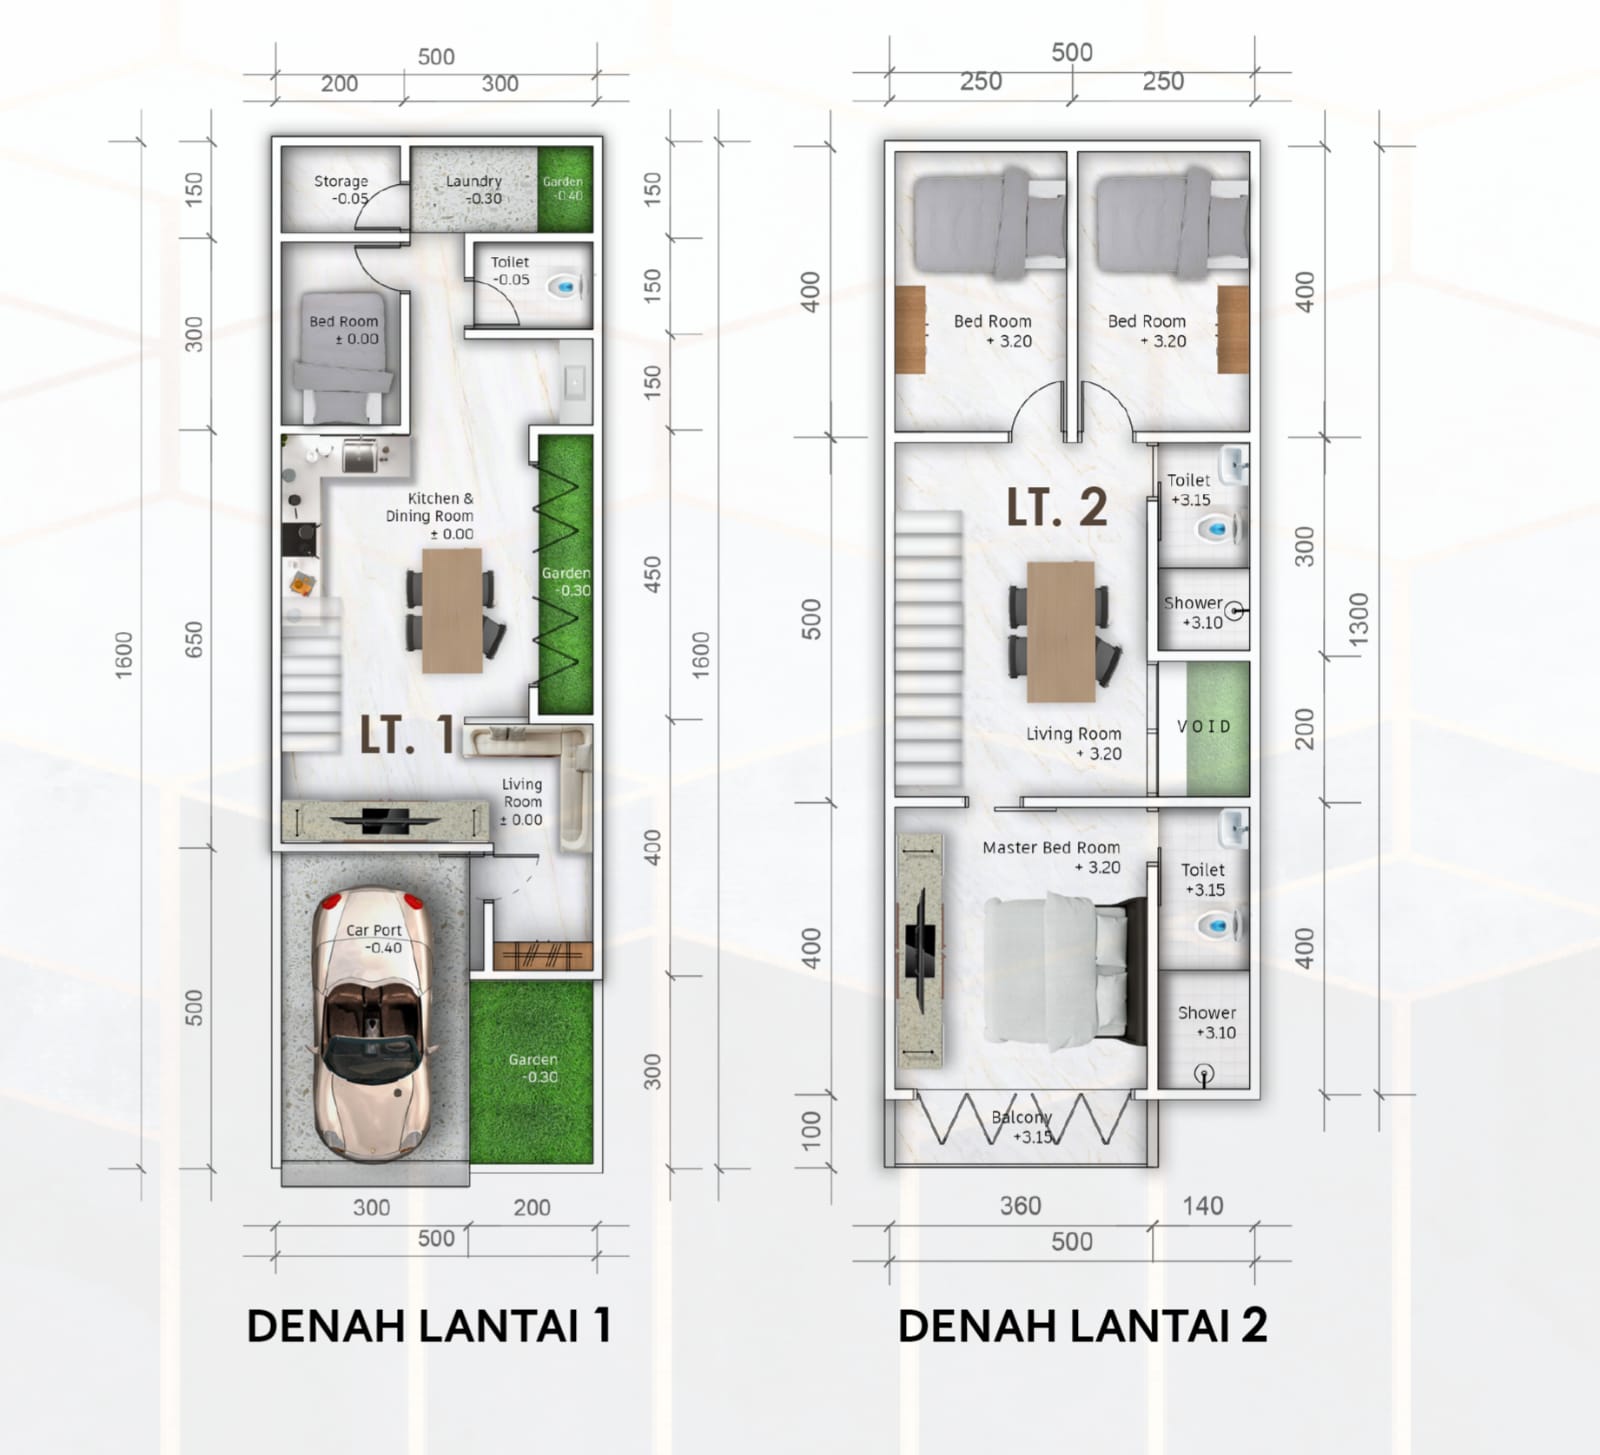 500
200 300
150
300
650
500
1600
150
150
150
450
400
300
1600
Storage
-0.05
Laundry
-0.30
Garden
-0.40
Toilet
-0.05
Bed Room
± 0.00
Kitchen &
Dining Room
± 0.00
Garden
-0.30
LT. 1
Living
Room
± 0.00
Car Port
-0.40
Garden
-0.30
300 200
500
DENAH LANTAI 1
500
250 250
400
500
400
100
400
300
200
400
1300
Bed Room
+ 3.20
Bed Room
+ 3.20
LT. 2
Toilet
+3.15
Shower
+3.10
VOID
Living Room
+ 3.20
Master Bed Room
+ 3.20
Toilet
+3.15
Shower
+3.10
Balcony
+3.15
360 140
500
DENAH LANTAI 2